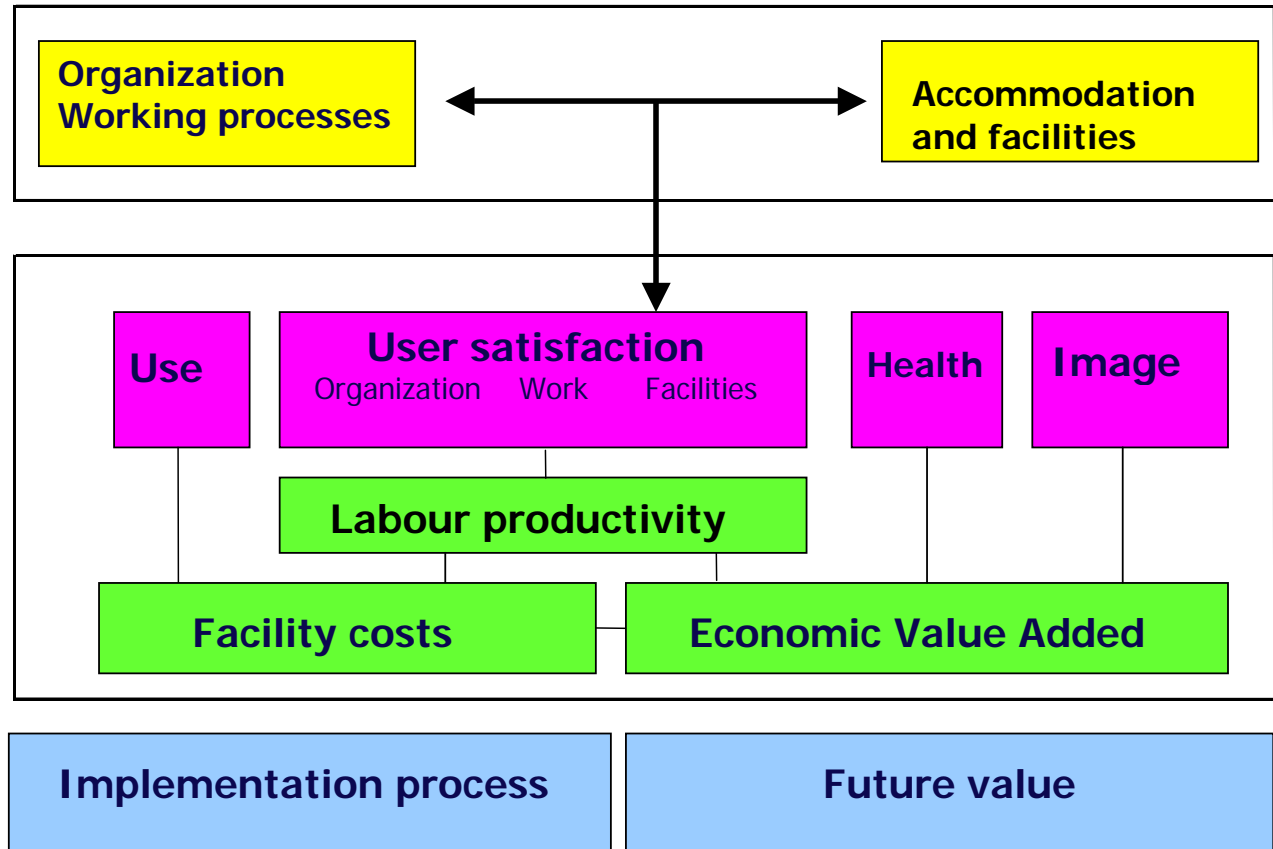 Organization
Working processes
Accommodation
and facilities
Use
User satisfaction
Organization Work Facilities
Health
Image
Labour productivity
Facility costs
Economic Value Added
Implementation process
Future value